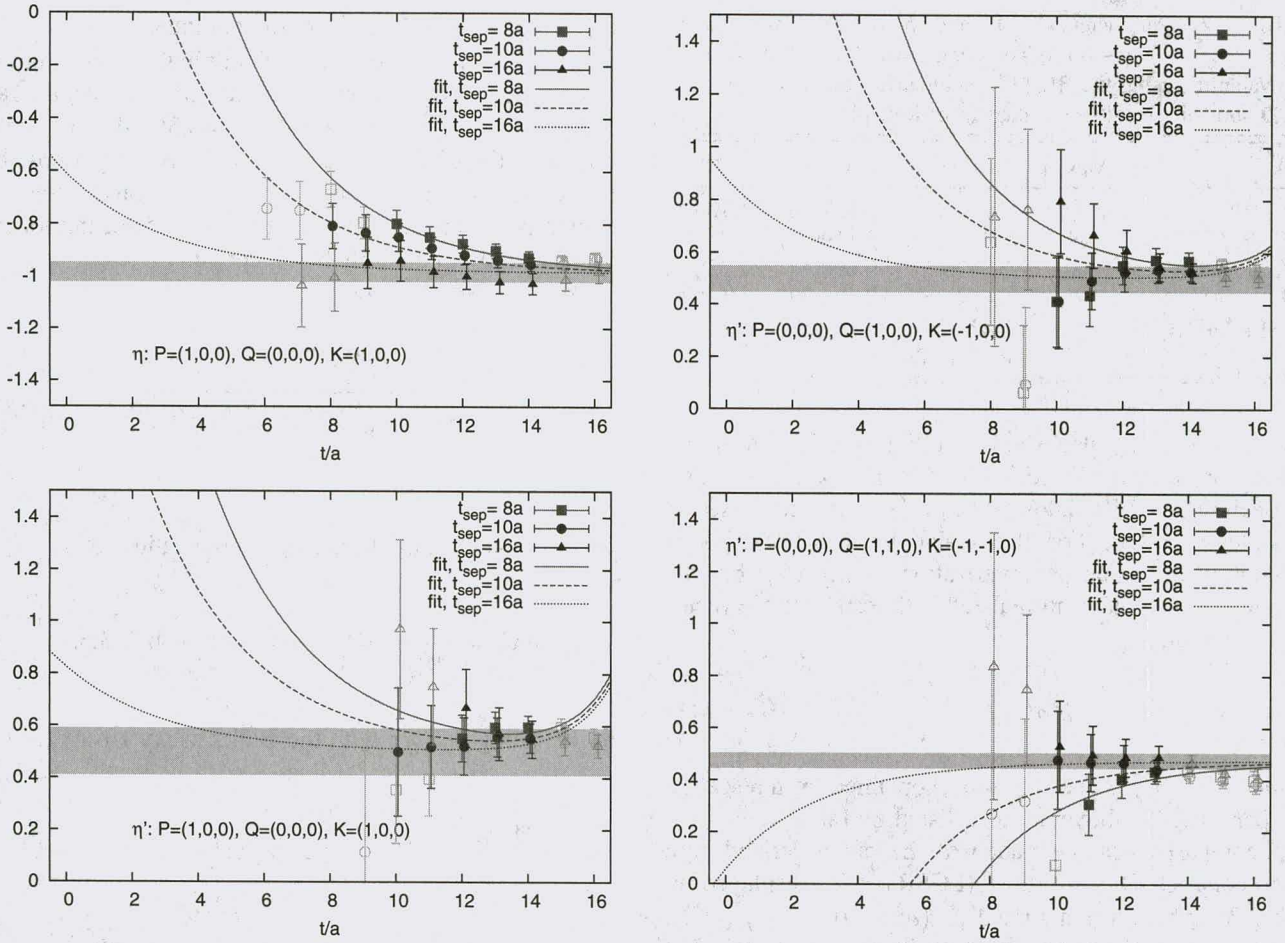 0
-0.2
-0.4
-0.6
-0.8
-1
-1.2
-1.4
t_sep= 8a
t_sep=10a
t_sep=16a
fit, t_sep= 8a
fit, t_sep=10a
fit, t_sep=16a
η: P=(1,0,0), Q=(0,0,0), K=(1,0,0)
0 2 4 6 8 10 12 14 16
t/a
1.4
1.2
1
0.8
0.6
0.4
0.2
0
t_sep= 8a
t_sep=10a
t_sep=16a
fit, t_sep= 8a
fit, t_sep=10a
fit, t_sep=16a
η': P=(0,0,0), Q=(1,0,0), K=(-1,0,0)
0 2 4 6 8 10 12 14 16
t/a
1.4
1.2
1
0.8
0.6
0.4
0.2
0
t_sep= 8a
t_sep=10a
t_sep=16a
fit, t_sep= 8a
fit, t_sep=10a
fit, t_sep=16a
η': P=(1,0,0), Q=(0,0,0), K=(1,0,0)
0 2 4 6 8 10 12 14 16
t/a
1.4
1.2
1
0.8
0.6
0.4
0.2
0
t_sep= 8a
t_sep=10a
t_sep=16a
fit, t_sep= 8a
fit, t_sep=10a
fit, t_sep=16a
η': P=(0,0,0), Q=(1,1,0), K=(-1,-1,0)
0 2 4 6 8 10 12 14 16
t/a